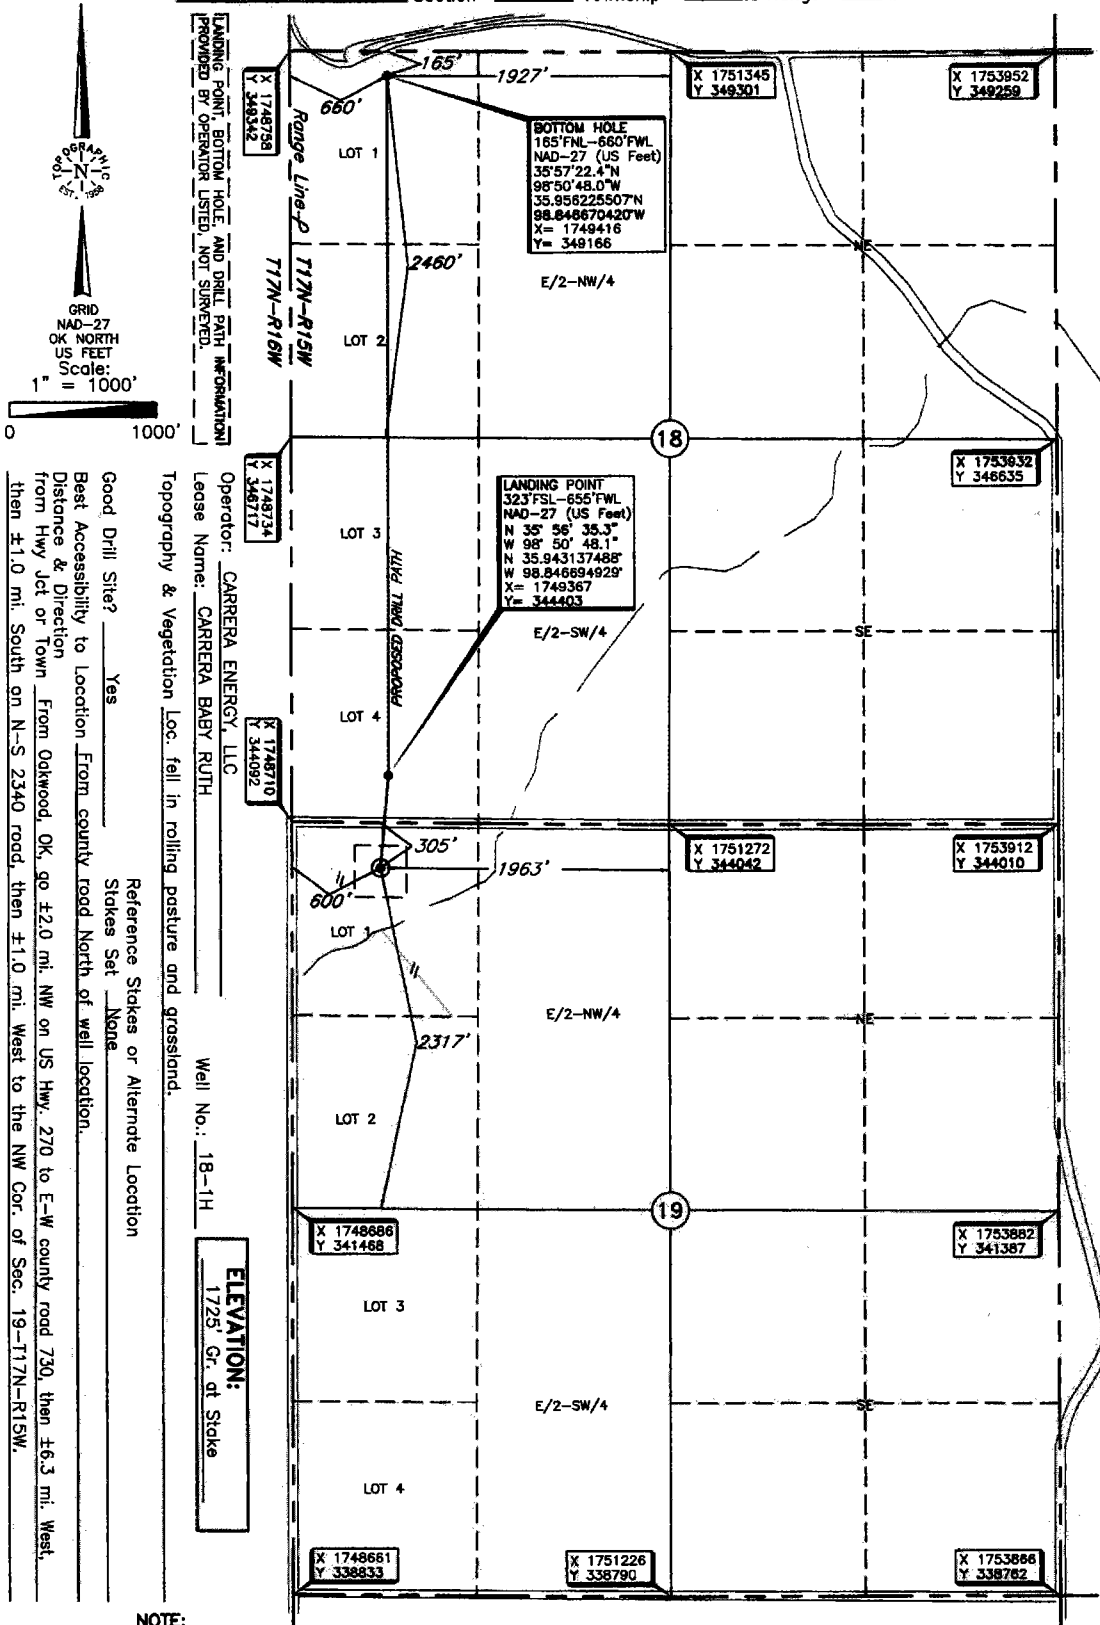 Section Township
TOPOGRAPHIC
N
EST. 1958
GRID
NAD-27
OK NORTH
US FEET
Scale:
1" = 1000'
0 1000'
LANDING POINT, BOTTOM HOLE, AND DRILL PATH INFORMATION
PROVIDED BY OPERATOR LISTED, NOT SURVEYED.
X 1748758
Y 349342
165'
1927'
660'
X 1751345
Y 349301
X 1753952
Y 349259
Range Line
T17N-R15W
T17N-R16W
LOT 1
BOTTOM HOLE
165'FNL-660'FWL
NAD-27 (US Feet)
35°57'22.4"N
98°50'48.0"W
35.956225507°N
98.846670420°W
X= 1749416
Y= 349166
NE
2460'
E/2-NW/4
LOT 2
18
X 1748734
Y 346717
X 1753932
Y 346635
LANDING POINT
323'FSL-655'FWL
NAD-27 (US Feet)
N 35° 56' 35.3"
W 98° 50' 48.1"
N 35.943137488°
W 98.846694929°
X= 1749367
Y= 344403
LOT 3
PROPOSED DRILL PATH
E/2-SW/4
SE
LOT 4
X 1748710
Y 344092
305'
1963'
600'
X 1751272
Y 344042
X 1753912
Y 344010
LOT 1
E/2-NW/4
NE
2317'
LOT 2
19
X 1748686
Y 341468
X 1753882
Y 341387
LOT 3
E/2-SW/4
SE
LOT 4
X 1748661
Y 338833
X 1751226
Y 338790
X 1753866
Y 338762
Operator: CARRERA ENERGY, LLC
Lease Name: CARRERA BABY RUTH Well No.: 18-1H
ELEVATION:
1725' Gr. at Stake
Topography & Vegetation Loc. fell in rolling pasture and grassland.
Reference Stakes or Alternate Location
Good Drill Site? Yes Stakes Set None
Best Accessibility to Location From county road North of well location.
Distance & Direction
from Hwy Jct or Town From Oakwood, OK, go ±2.0 mi. NW on US Hwy. 270 to E-W county road 730, then ±6.3 mi. West,
then ±1.0 mi. South on N-S 2340 road, then ±1.0 mi. West to the NW Cor. of Sec. 19-T17N-R15W.
NOTE: